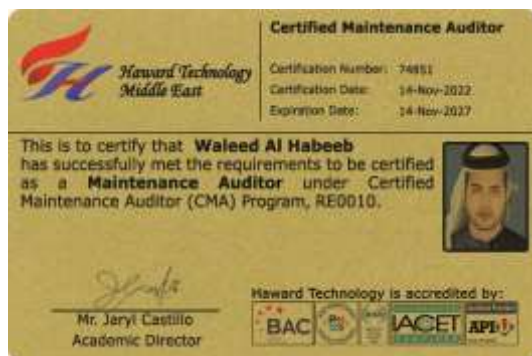 Certified Maintenance Auditor
Haward Technology
Middle East
Certification Number: 74851
Certification Date: 14-Nov-2022
Expiration Date: 14-Nov-2027
This is to certify that Waleed Al Habeeb
has successfully met the requirements to be certified
as a Maintenance Auditor under Certified
Maintenance Auditor (CMA) Program, RE0010.
Mr. Jaryl Castillo
Academic Director
Haward Technology is accredited by:
BAC
IACET
API